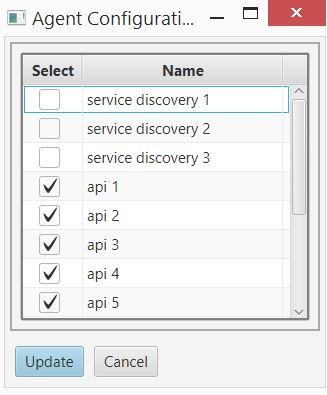 Agent Configurati...
Select Name
service discovery 1
service discovery 2
service discovery 3
api 1
api 2
api 3
api 4
api 5
Update Cancel